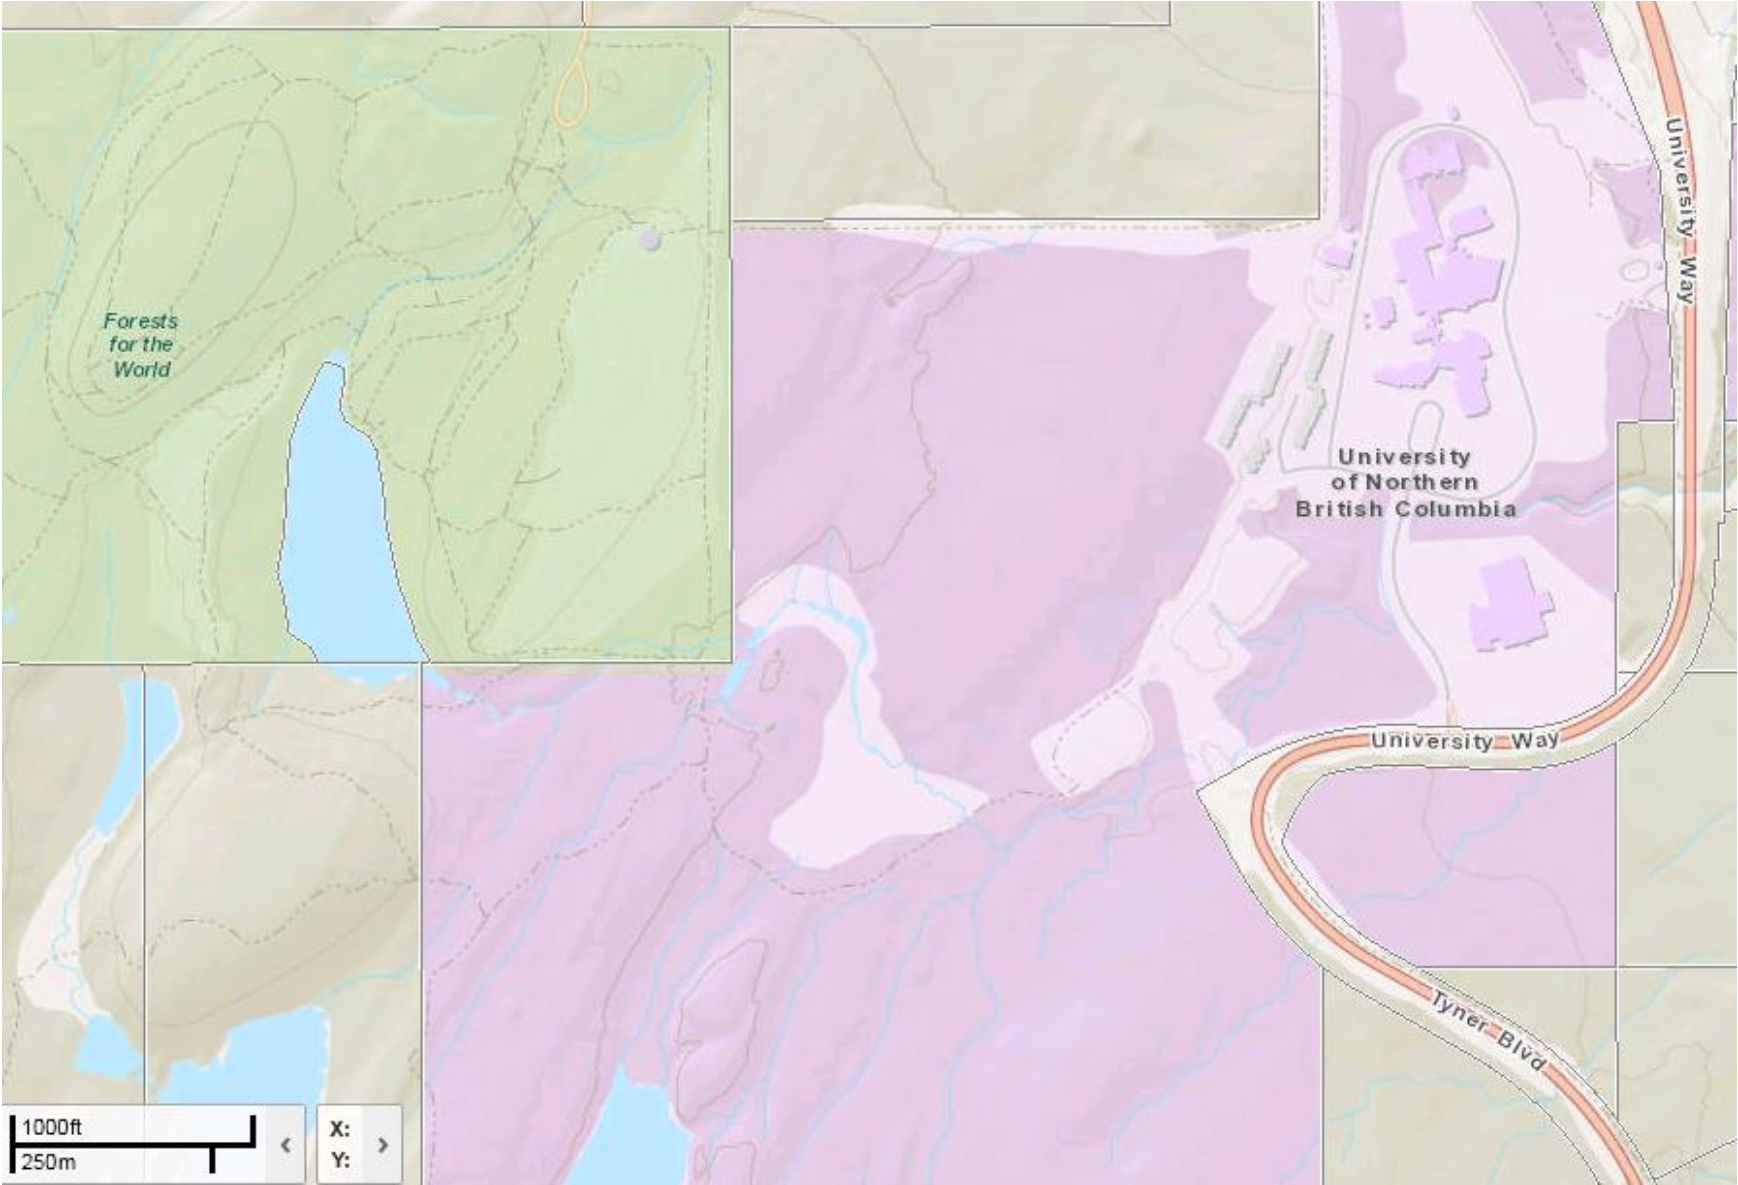 University Way
Forests
for the
World
University
of Northern
British Columbia
University Way
Tyner Blvd
1000ft
250m
‹
X:
Y:
›